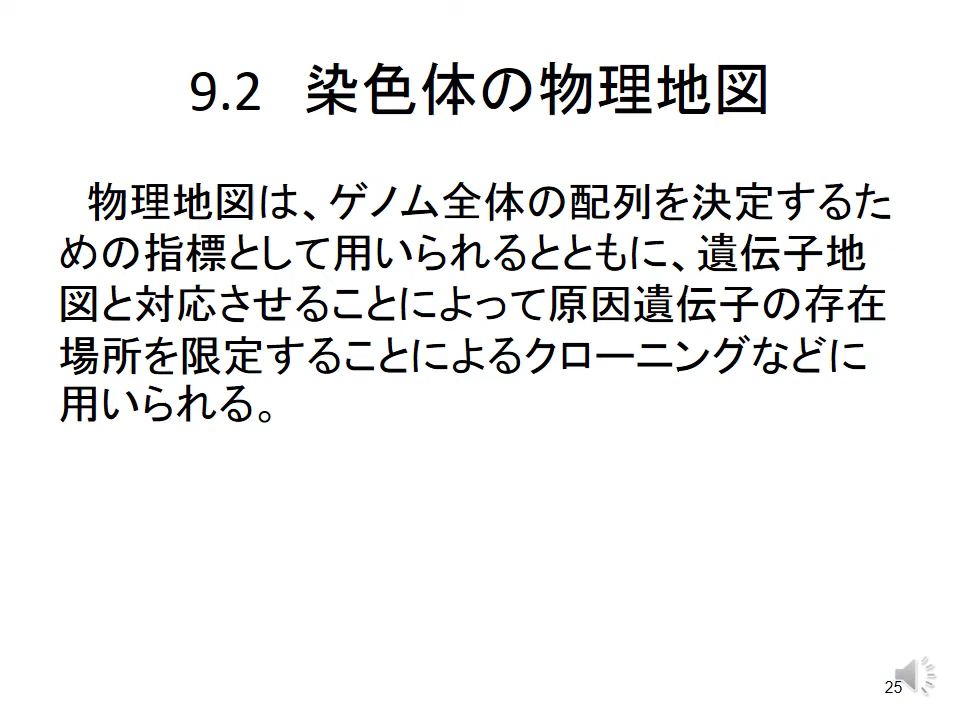 9.2 染色体の物理地図
物理地図は、ゲノム全体の配列を決定するた
めの指標として用いられるとともに、遺伝子地
図と対応させることによって原因遺伝子の存在
場所を限定することによるクローニングなどに
用いられる。
25